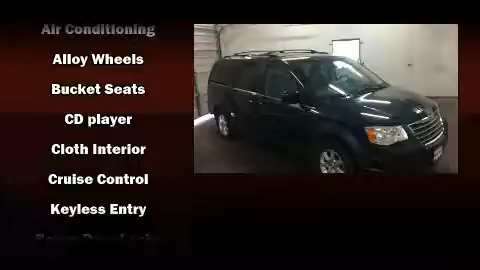 Air Conditioning
Alloy Wheels
Bucket Seats
CD player
Cloth Interior
Cruise Control
Keyless Entry